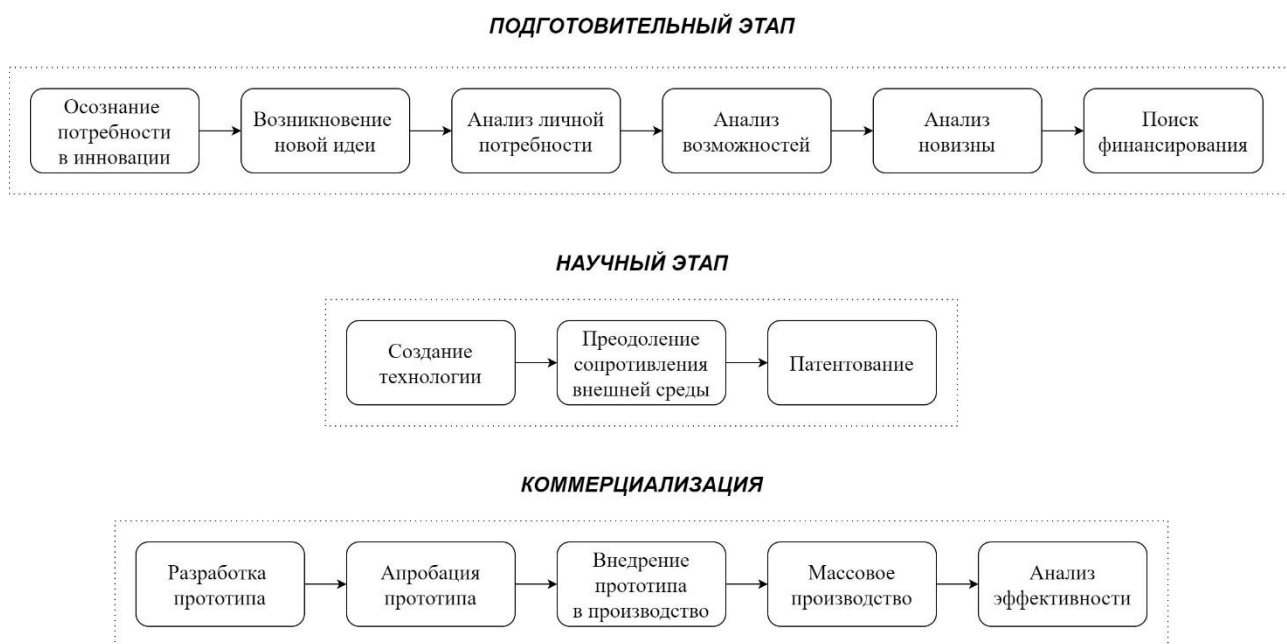 ПОДГОТОВИТЕЛЬНЫЙ ЭТАП
Осознание
потребности
в инновации
Возникновение
новой идеи
Анализ личной
потребности
Анализ
возможностей
Анализ
новизны
Поиск
финансирования
НАУЧНЫЙ ЭТАП
Создание
технологии
Преодоление
сопротивления
внешней среды
Патентование
КОММЕРЦИАЛИЗАЦИЯ
Разработка
прототипа
Апробация
прототипа
Внедрение
прототипа
в производство
Массовое
производство
Анализ
эффективности